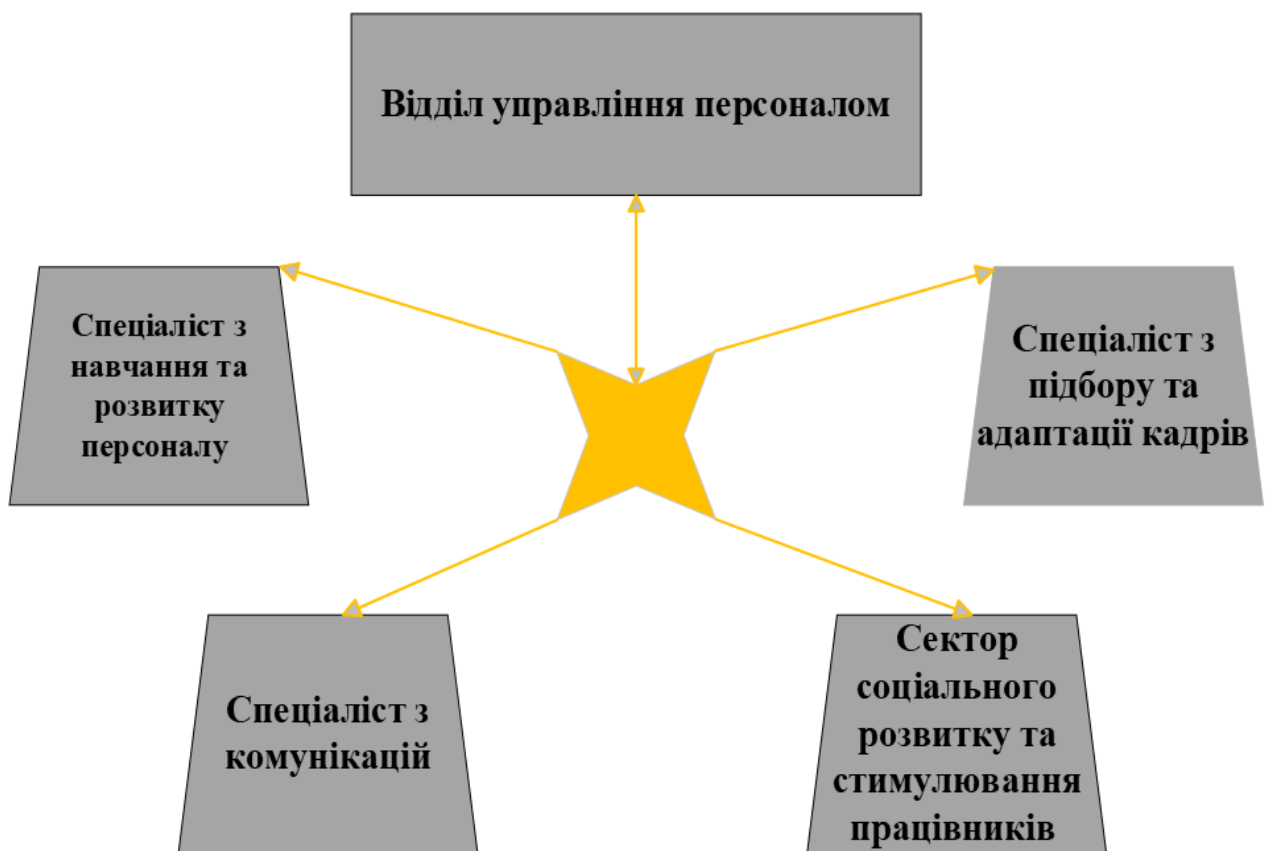 Відділ управління персоналом
Спеціаліст з
навчання та
розвитку
персоналу
Спеціаліст з
підбору та
адаптації кадрів
Спеціаліст з
комунікацій
Сектор
соціального
розвитку та
стимулювання
працівників